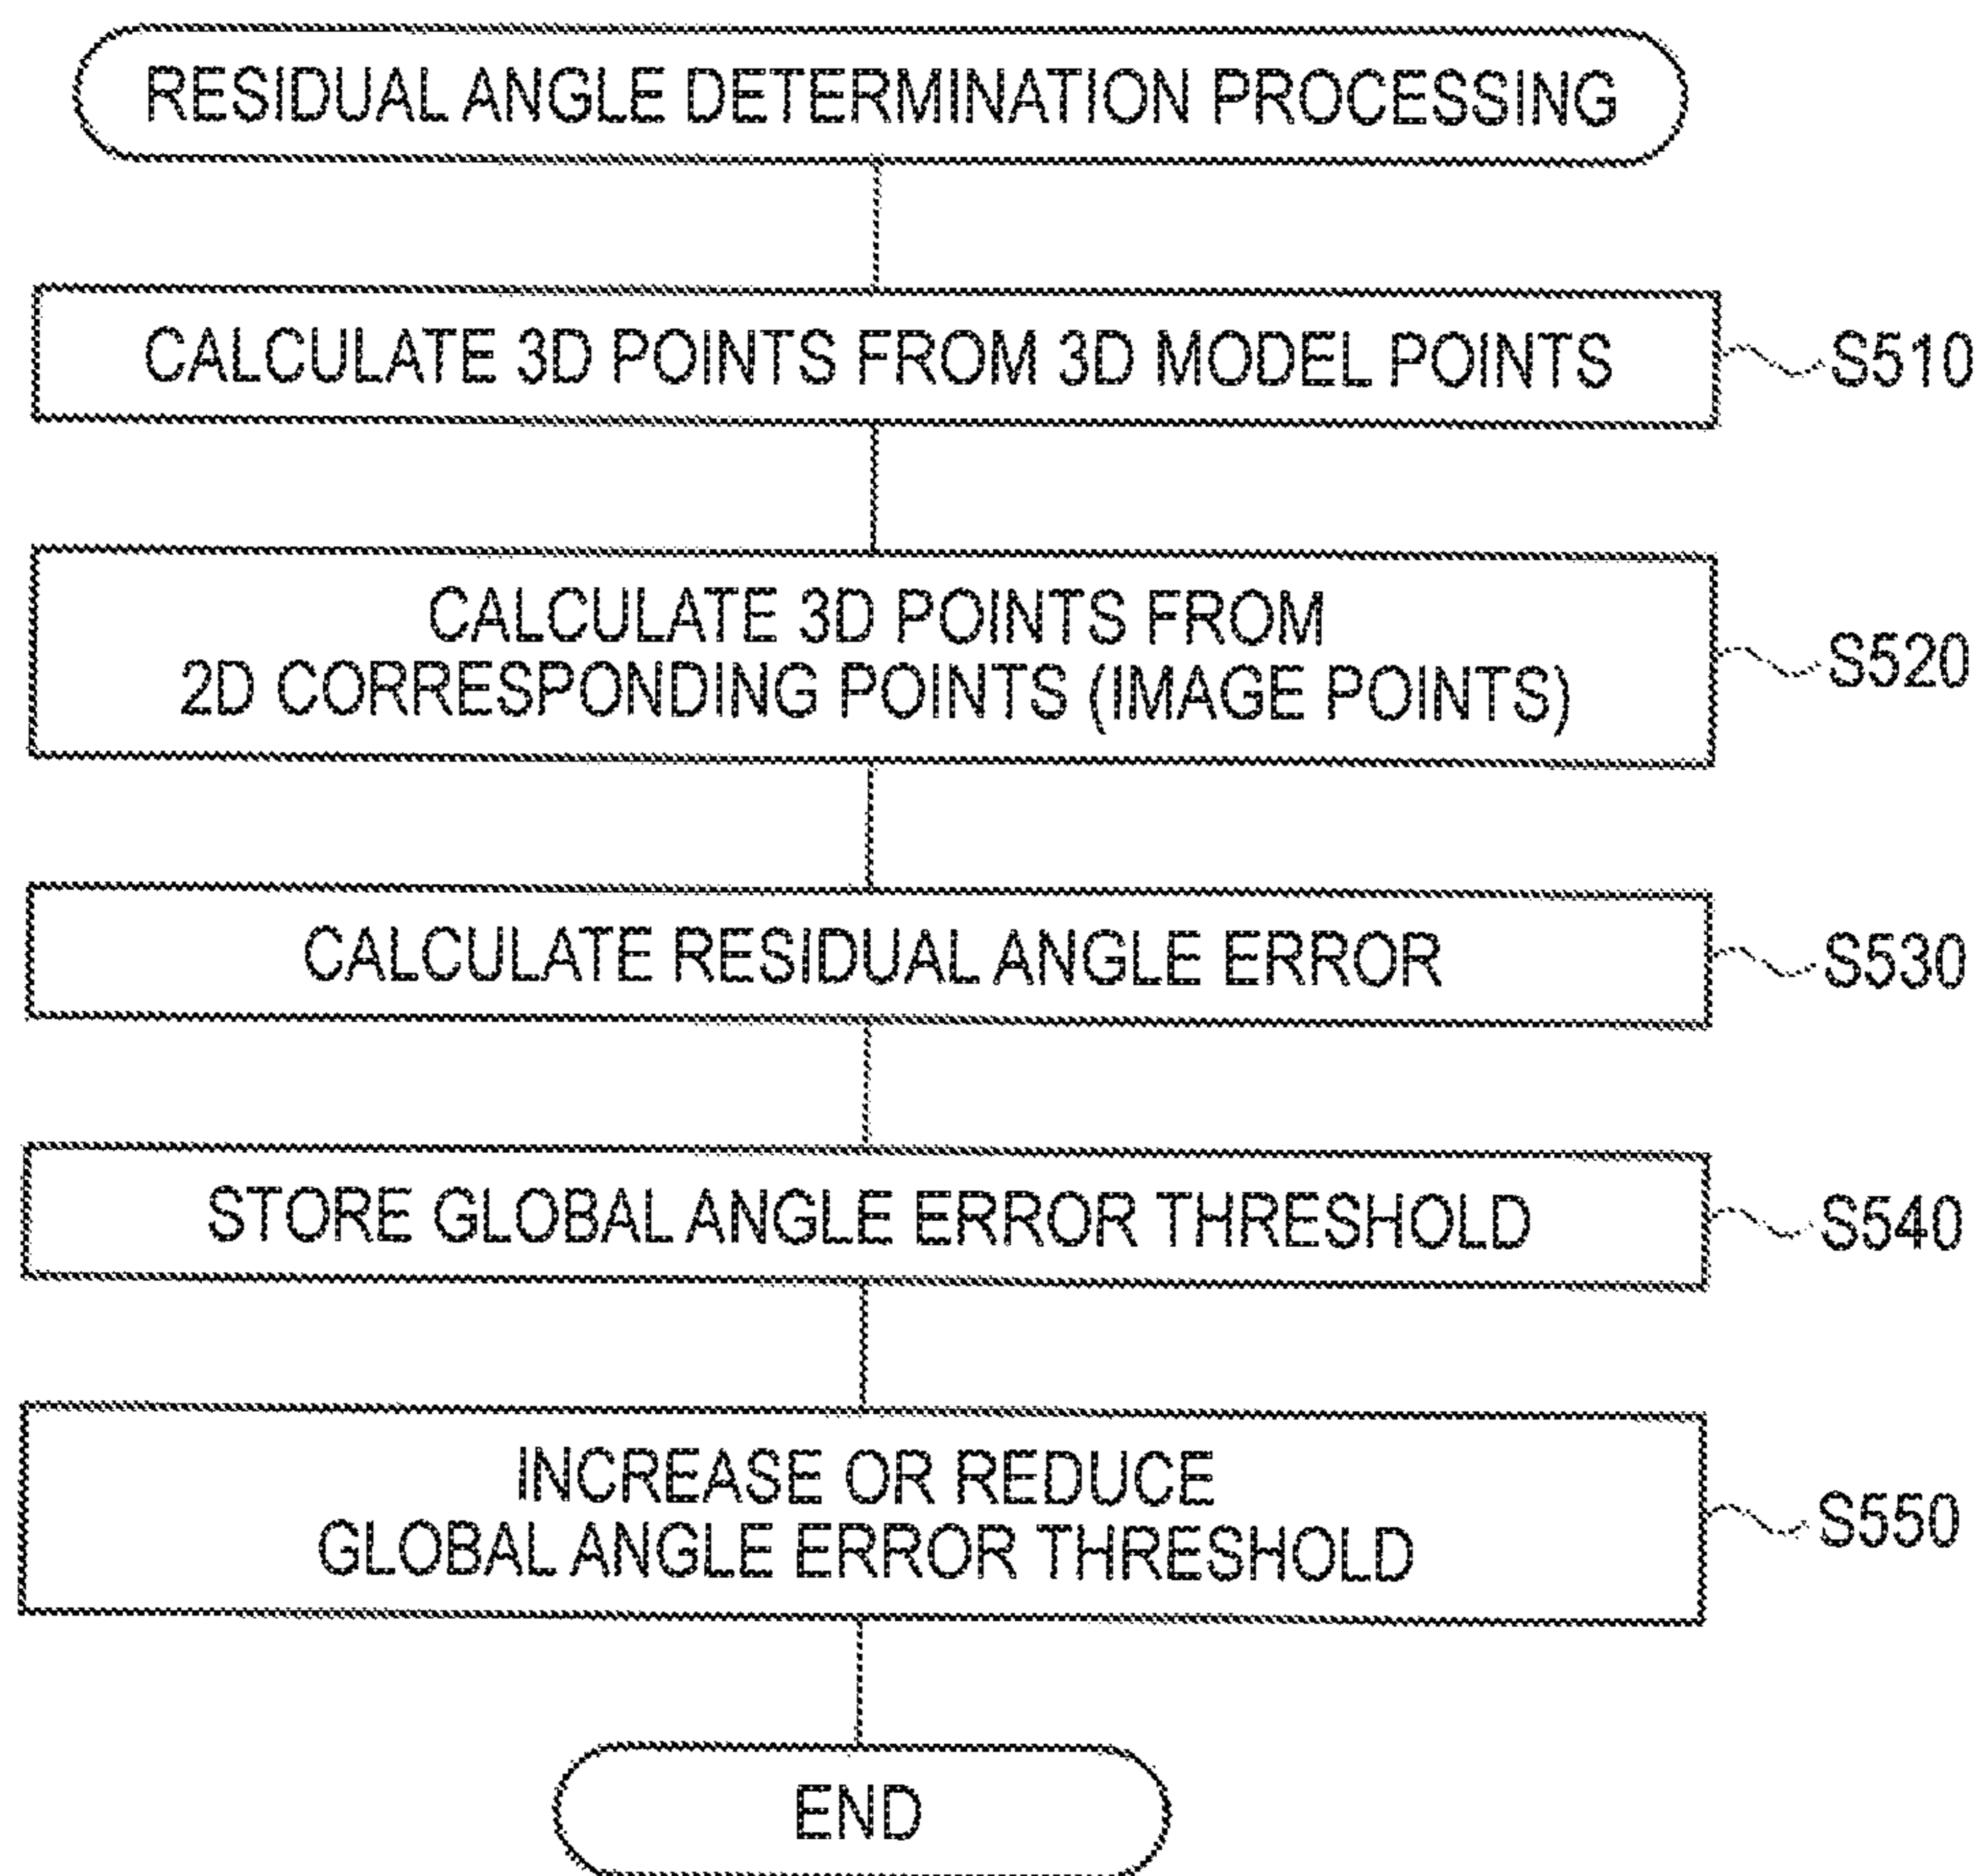 RESIDUAL ANGLE DETERMINATION PROCESSING
CALCULATE 3D POINTS FROM 3D MODEL POINTS
S510
CALCULATE 3D POINTS FROM
2D CORRESPONDING POINTS (IMAGE POINTS)
S520
CALCULATE RESIDUAL ANGLE ERROR
S530
STORE GLOBAL ANGLE ERROR THRESHOLD
S540
INCREASE OR REDUCE
GLOBAL ANGLE ERROR THRESHOLD
S550
END